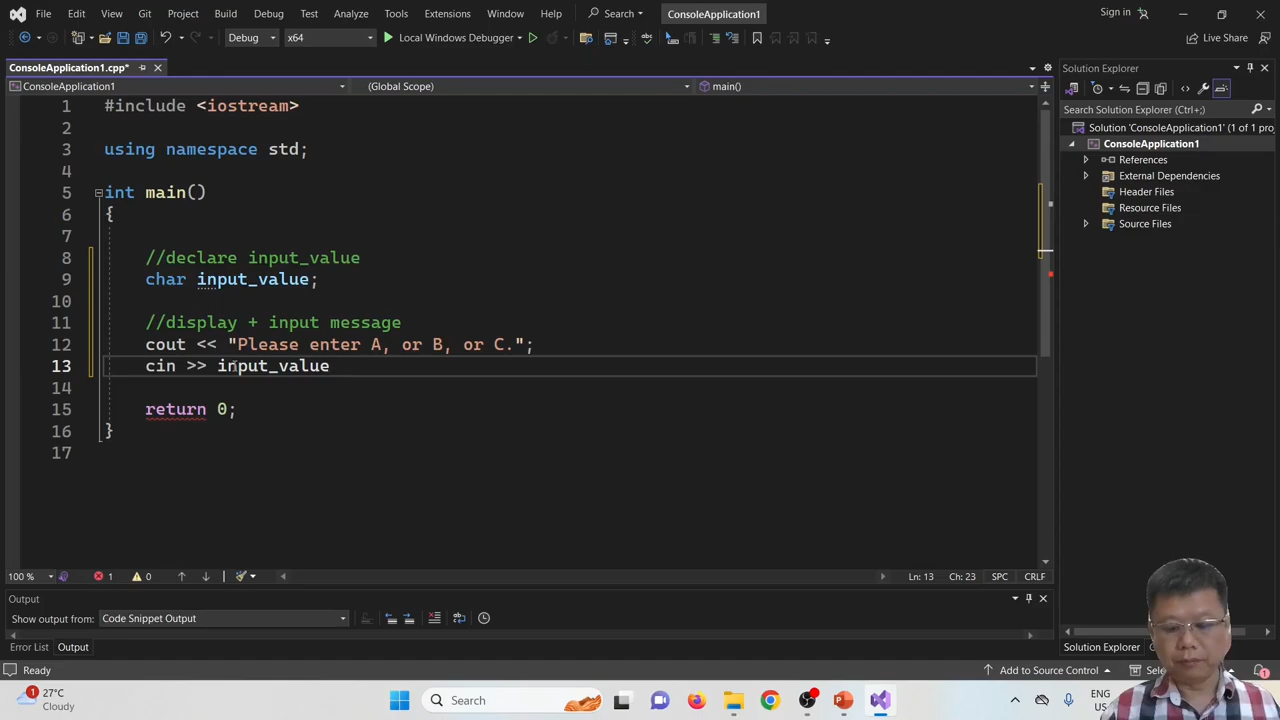 File Edit View Git Project Build Debug Test Analyze Tools Extensions Window Help Search ConsoleApplication1 Sign in
Debug x64 Local Windows Debugger Live Share
ConsoleApplication1.cpp* Solution Explorer
ConsoleApplication1 (Global Scope) main()
Search Solution Explorer (Ctrl+;)
Solution 'ConsoleApplication1' (1 of 1 pro
ConsoleApplication1
References
External Dependencies
Header Files
Resource Files
Source Files
1 #include <iostream>
2
3 using namespace std;
4
5 int main()
6 {
7
8 //declare input_value
9 char input_value;
10
11 //display + input message
12 cout << "Please enter A, or B, or C.";
13 cin >> input_value
14
15 return 0;
16 }
17
100 % 1 0 Ln: 13 Ch: 23 SPC CRLF
Output
Show output from: Code Snippet Output
Error List Output Solution Explorer
Ready Add to Source Control
1 27°C
Cloudy
Search
ENG